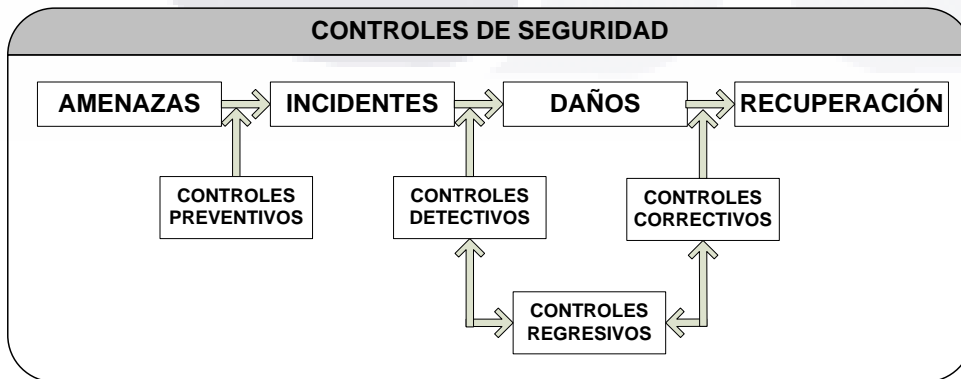 CONTROLES DE SEGURIDAD
AMENAZAS
INCIDENTES
DAÑOS
RECUPERACIÓN
CONTROLES
PREVENTIVOS
CONTROLES
DETECTIVOS
CONTROLES
CORRECTIVOS
CONTROLES
REGRESIVOS